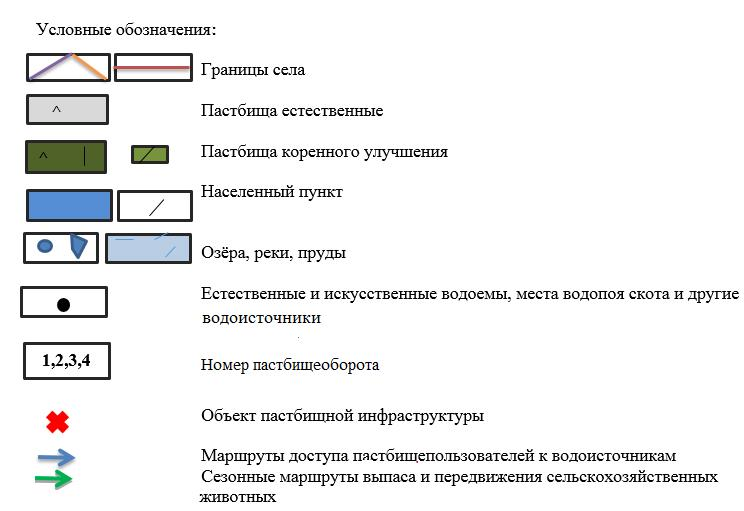 Условные обозначения:
Границы села
Пастбища естественные
Пастбища коренного улучшения
Населенный пункт
Озёра, реки, пруды
Естественные и искусственные водоемы, места водопоя скота и другие
водоисточники
1,2,3,4
Номер пастбищеоборота
Объект пастбищной инфраструктуры
Маршруты доступа пастбищепользователей к водоисточникам
Сезонные маршруты выпаса и передвижения сельскохозяйственных
животных